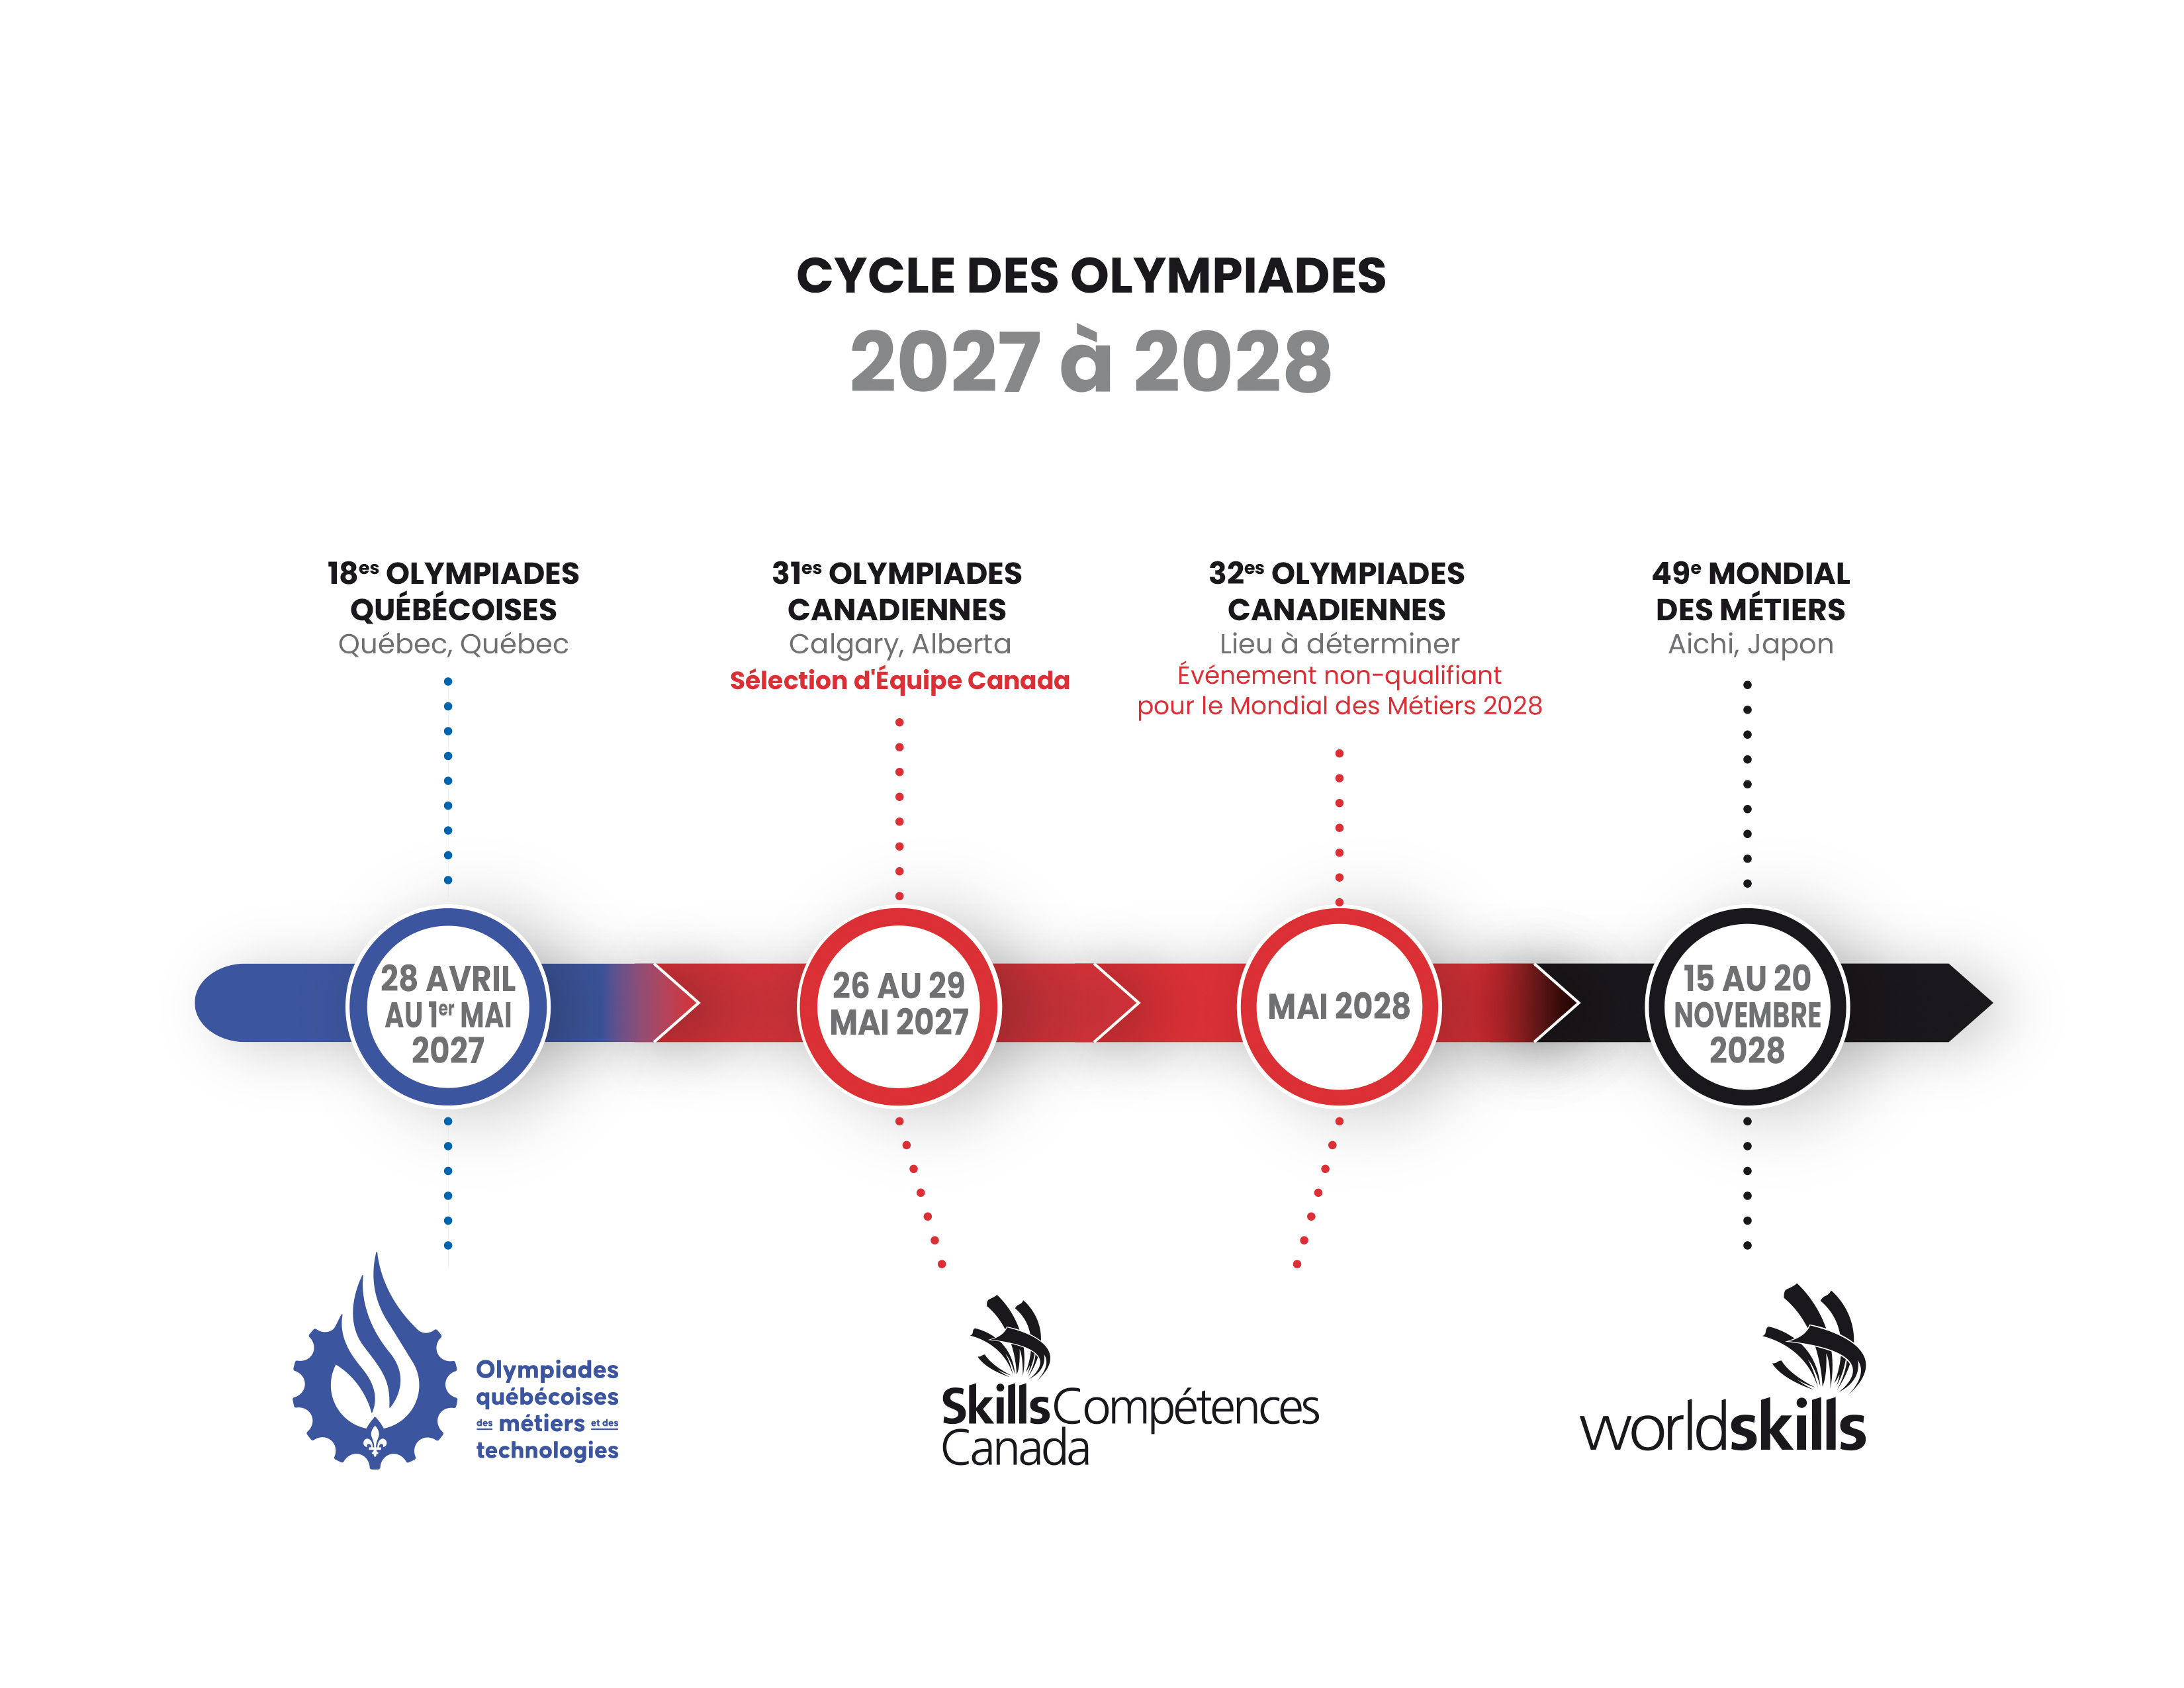 CYCLE DES OLYMPIADES
2027 à 2028
18es OLYMPIADES
QUÉBÉCOISES
Québec, Québec
31es OLYMPIADES
CANADIENNES
Calgary, Alberta
Sélection d'Équipe Canada
32es OLYMPIADES
CANADIENNES
Lieu à déterminer
Événement non-qualifiant
pour le Mondial des Métiers 2028
49e MONDIAL
DES MÉTIERS
Aichi, Japon
28 AVRIL
AU 1er MAI
2027
26 AU 29
MAI 2027
MAI 2028
15 AU 20
NOVEMBRE
2028
Olympiades
québécoises
des métiers et des
technologies
SkillsCompétences
Canada
worldskills